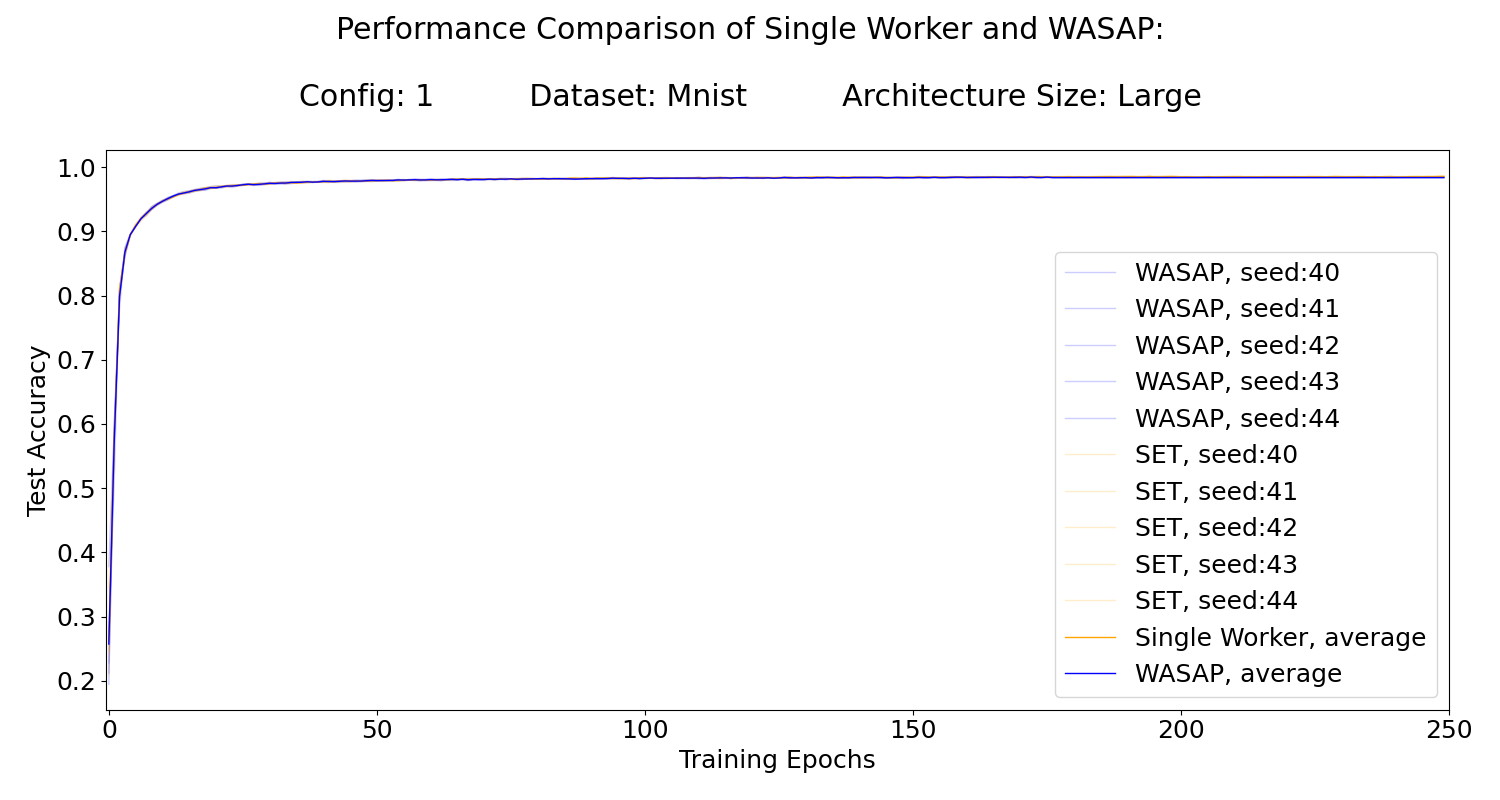 Performance Comparison of Single Worker and WASAP:
Config: 1 Dataset: Mnist Architecture Size: Large
1.0
0.9
0.8
0.7
0.6
0.5
0.4
0.3
0.2
Test Accuracy
WASAP, seed:40
WASAP, seed:41
WASAP, seed:42
WASAP, seed:43
WASAP, seed:44
SET, seed:40
SET, seed:41
SET, seed:42
SET, seed:43
SET, seed:44
Single Worker, average
WASAP, average
0 50 100 150 200 250
Training Epochs